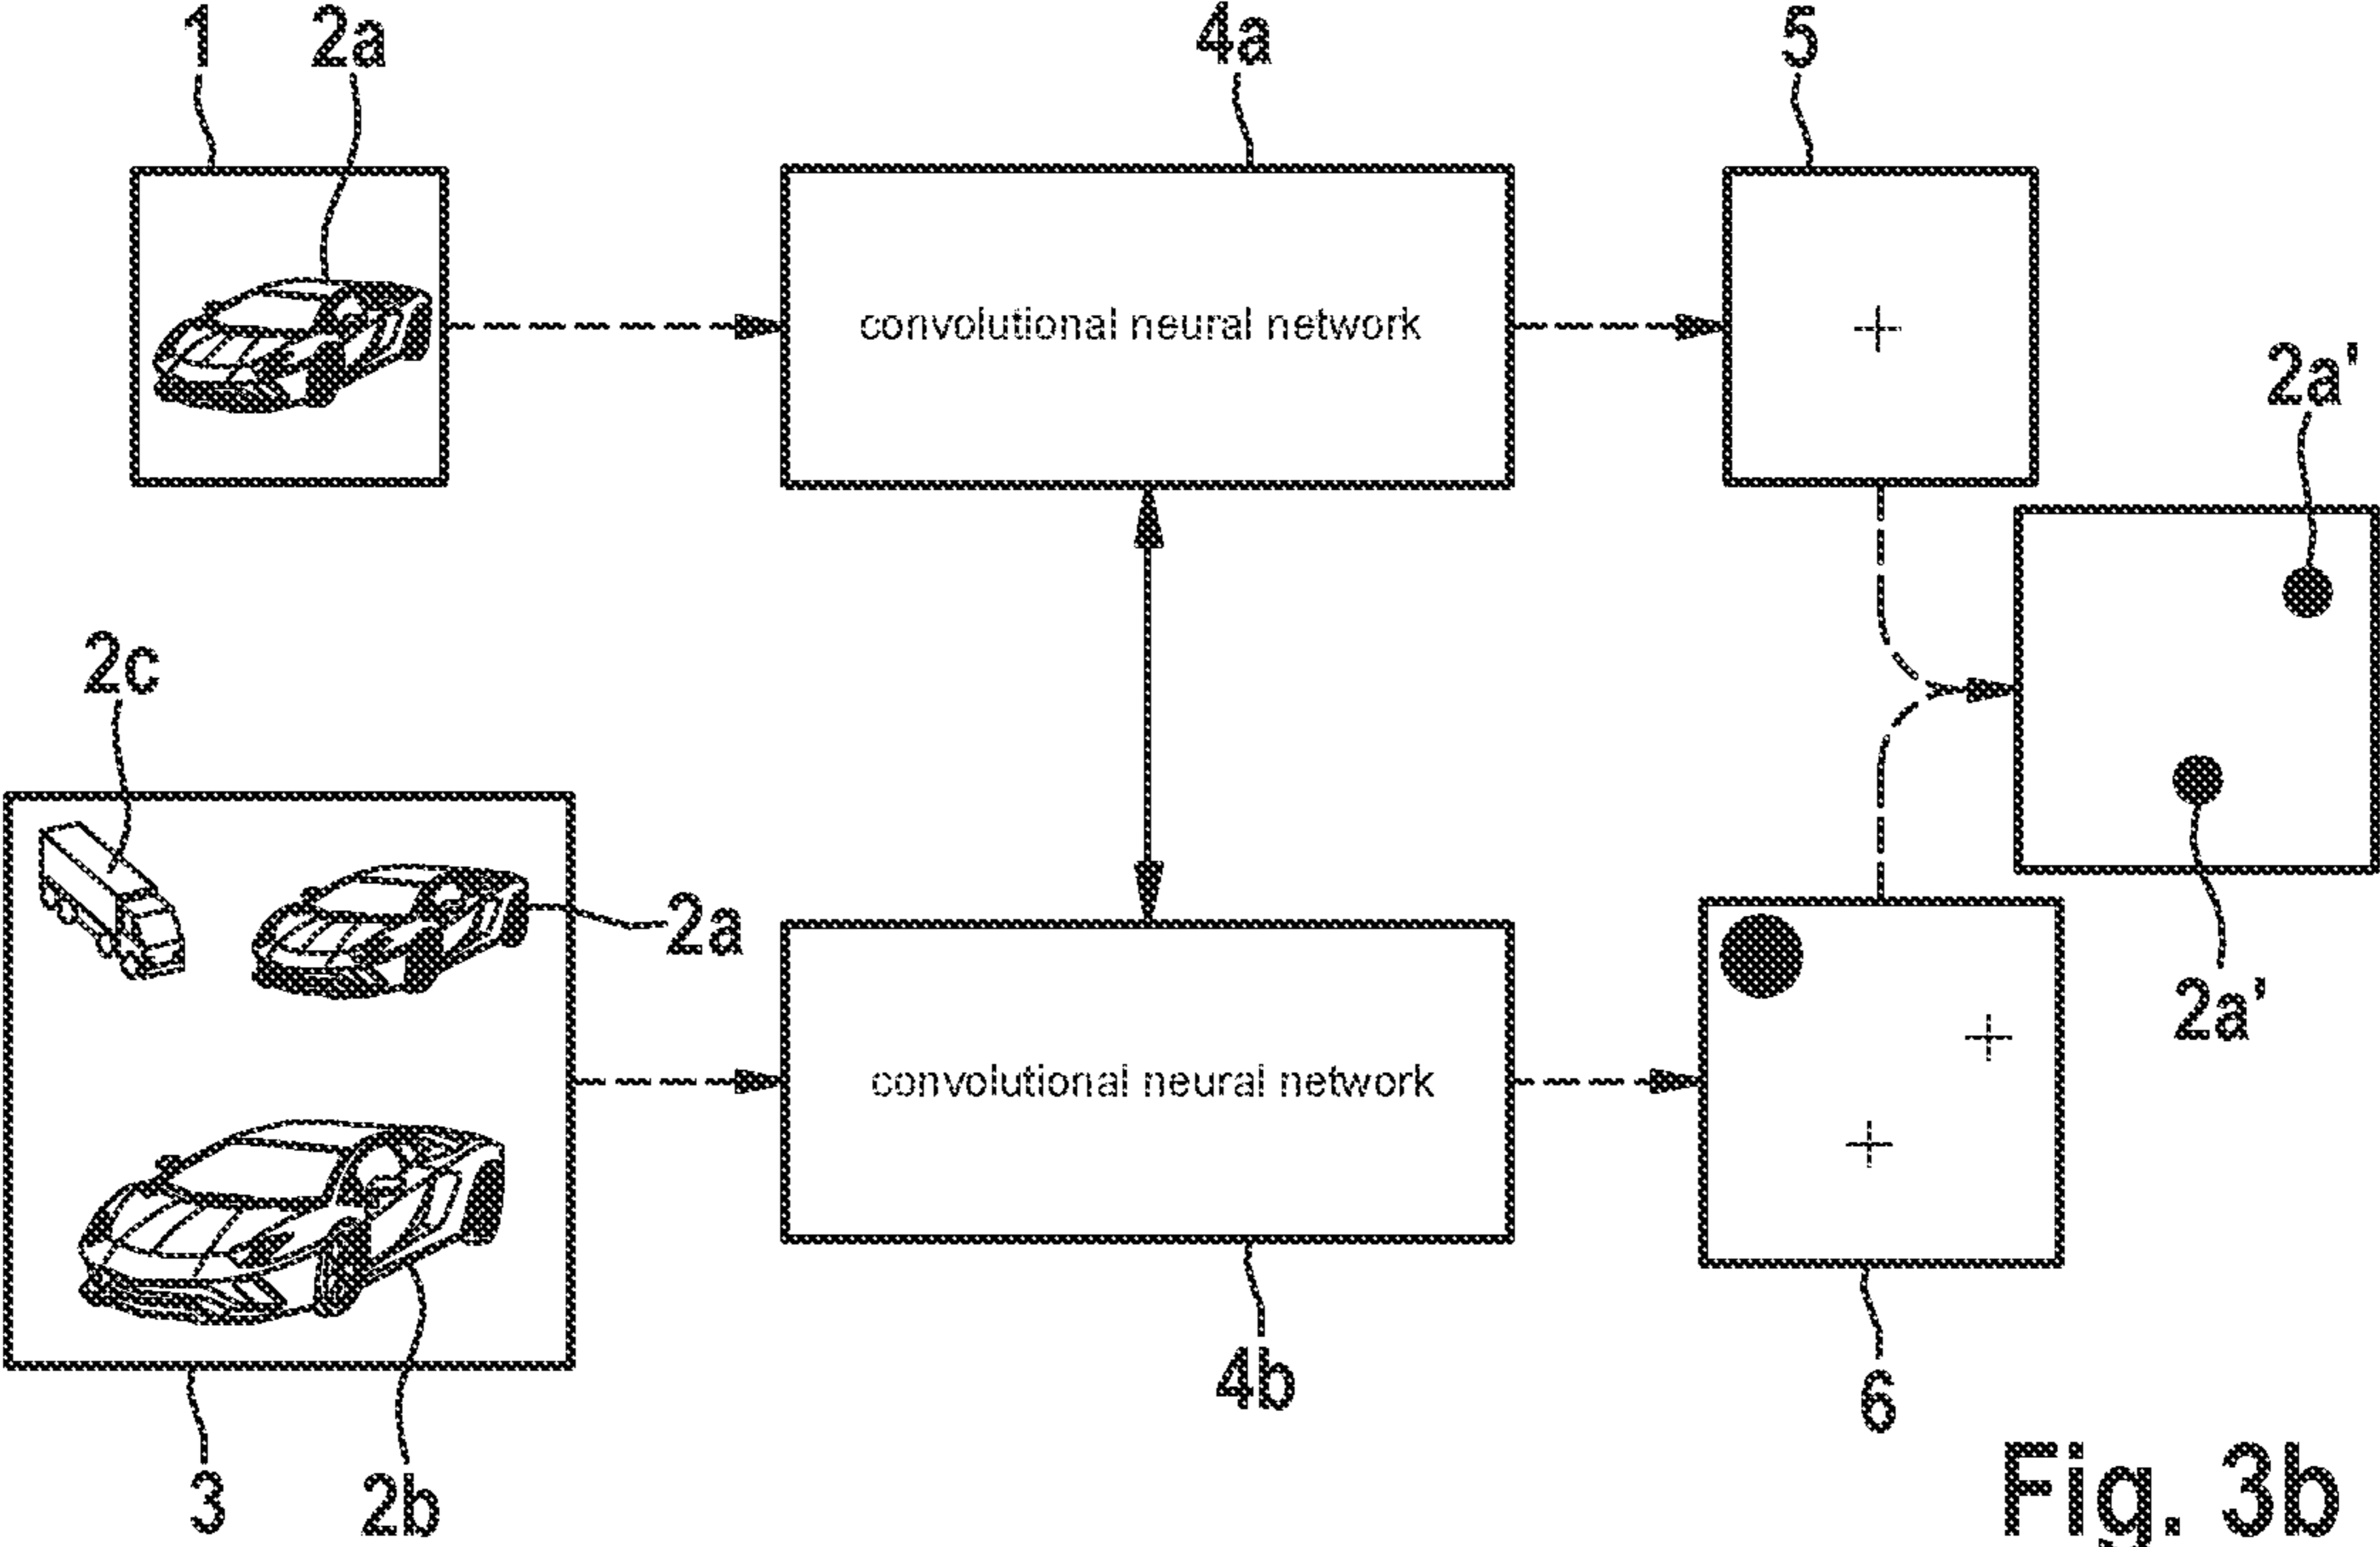 1
2a
4a
5
convolutional neural network
2a'
2c
2a
2a'
convolutional neural network
4b
6
3
2b
Fig. 3b